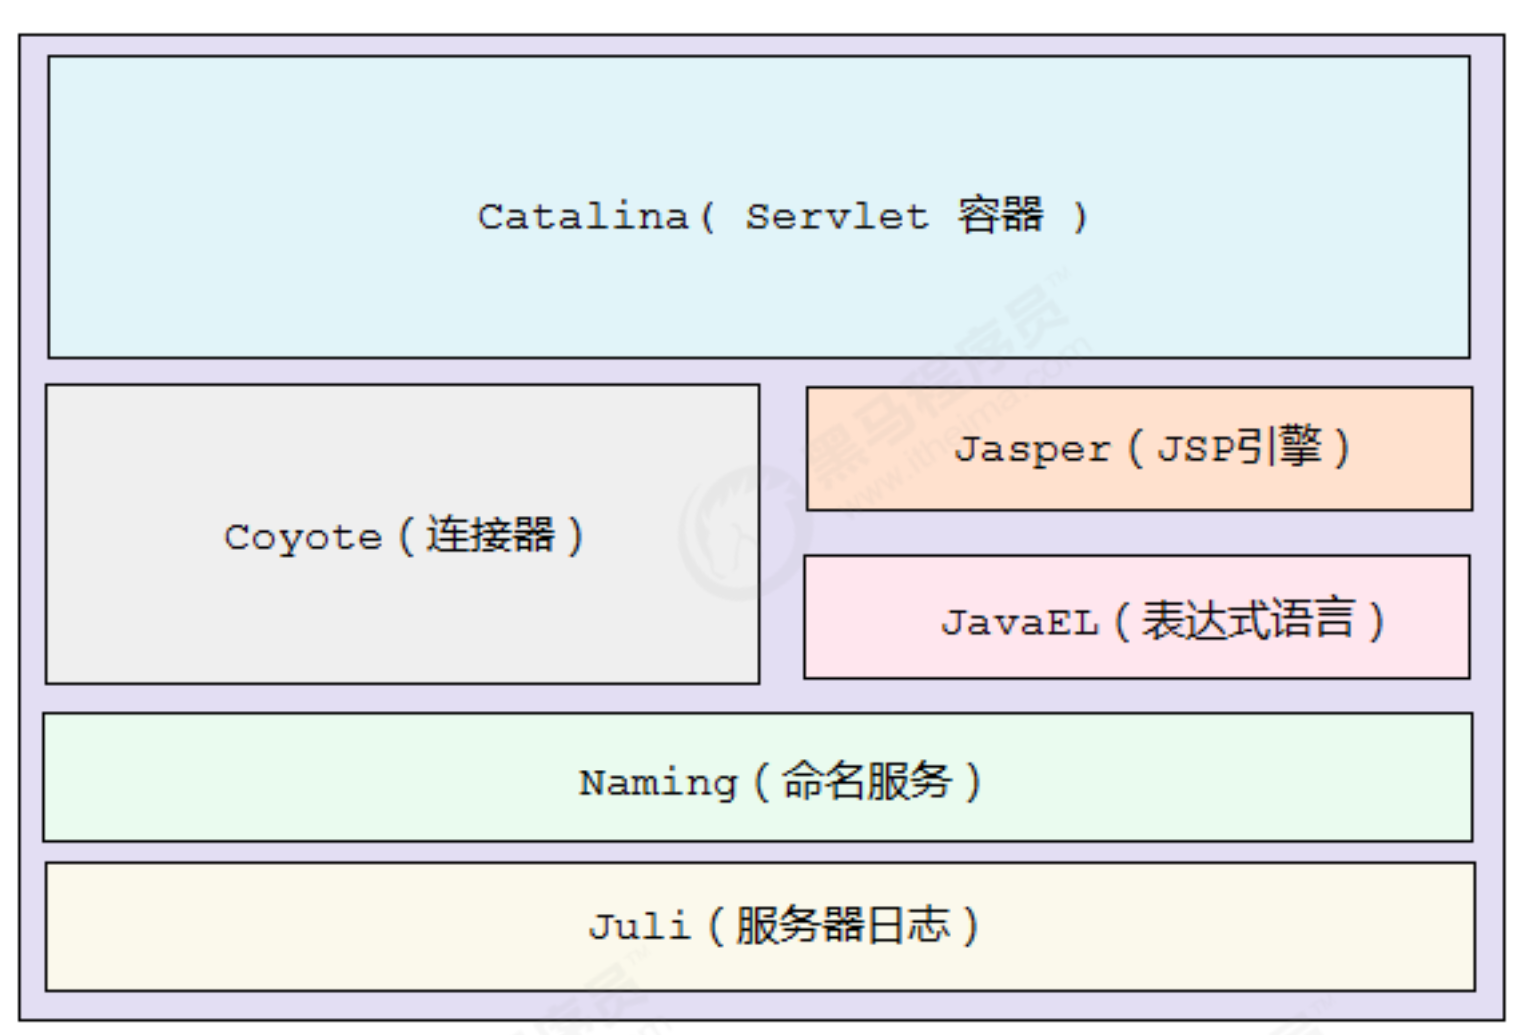 Catalina( Servlet 容器 )
Jasper（JSP引擎）
Coyote（连接器）
JavaEL（表达式语言）
Naming（命名服务）
Juli（服务器日志）
黑马程序员™
www.itheima.com